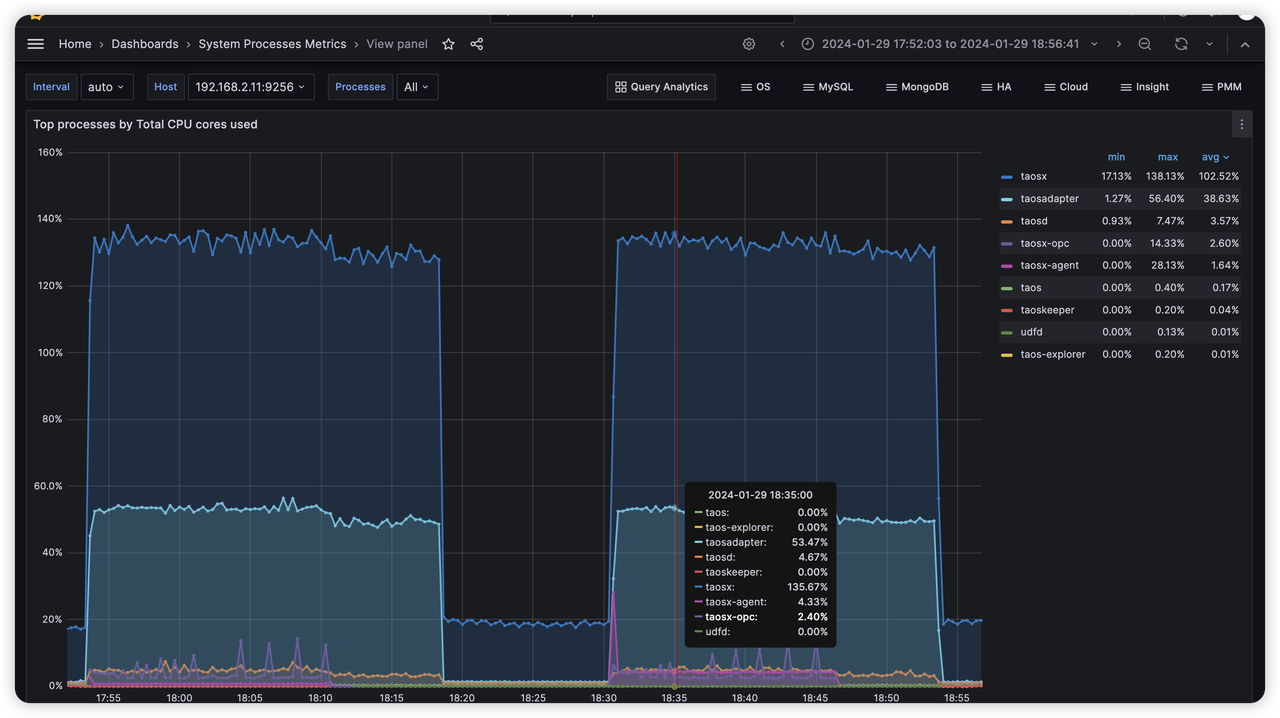 Home › Dashboards › System Processes Metrics › View panel
2024-01-29 17:52:03 to 2024-01-29 18:56:41
Interval auto Host 192.168.2.11:9256 Processes All
Query Analytics OS MySQL MongoDB HA Cloud Insight PMM
Top processes by Total CPU cores used
160%
140%
120%
100%
80%
60.0%
40%
20%
0%
17:55 18:00 18:05 18:10 18:15 18:20 18:25 18:30 18:35 18:40 18:45 18:50 18:55
2024-01-29 18:35:00
taos: 0.00%
taos-explorer: 0.00%
taosadapter: 53.47%
taosd: 4.67%
taoskeeper: 0.00%
taosx: 135.67%
taosx-agent: 4.33%
taosx-opc: 2.40%
udfd: 0.00%
min max avg
taosx 17.13% 138.13% 102.52%
taosadapter 1.27% 56.40% 38.63%
taosd 0.93% 7.47% 3.57%
taosx-opc 0.00% 14.33% 2.60%
taosx-agent 0.00% 28.13% 1.64%
taos 0.00% 0.40% 0.17%
taoskeeper 0.00% 0.20% 0.04%
udfd 0.00% 0.13% 0.01%
taos-explorer 0.00% 0.20% 0.01%